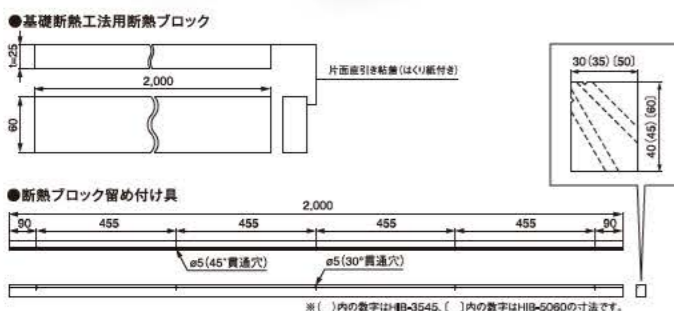 ●基礎断熱工法用断熱ブロック
t=25
2,000
片面座引き粘着(はくり紙付き)
60
30(35)〔50〕
40(45)〔60〕
●断熱ブロック留め付け具
2,000
90 455 455 455 455 90
ø5(45°貫通穴)
ø5(30°貫通穴)
※( )内の数字はHIB-3545、〔 〕内の数字はHIB-5060の寸法です。